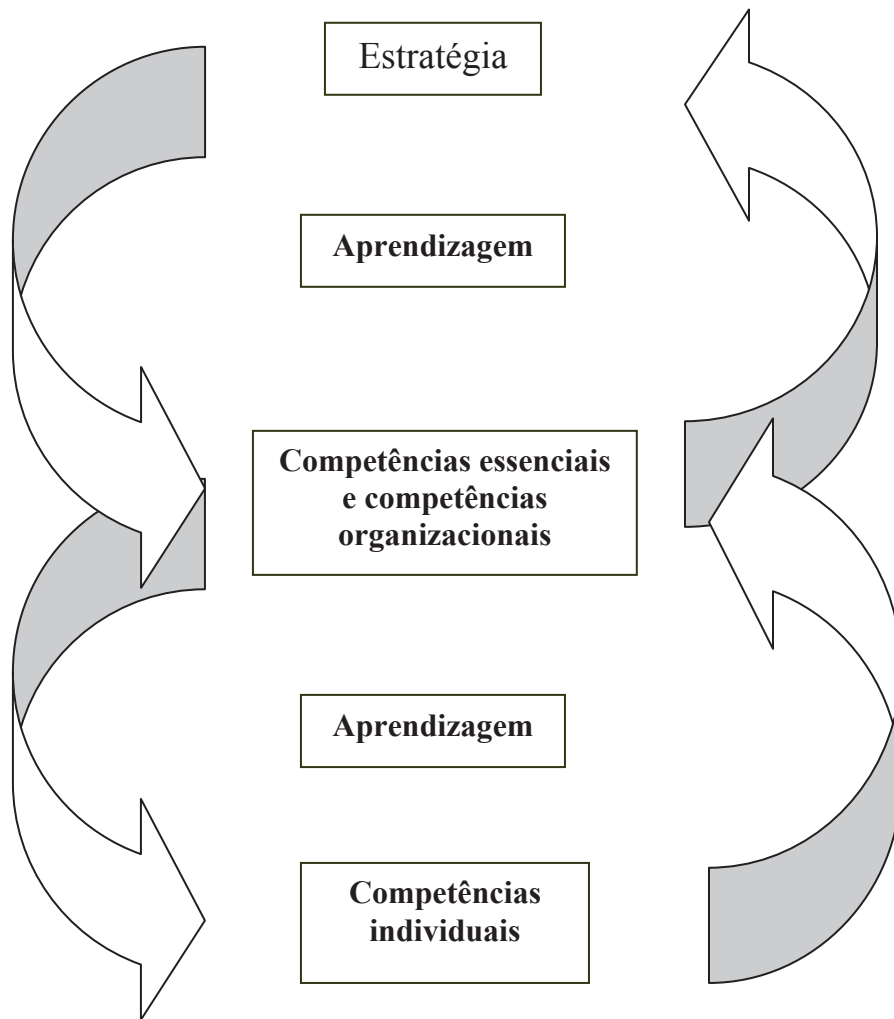 Estratégia
Aprendizagem
Competências essenciais
e competências
organizacionais
Aprendizagem
Competências
individuais